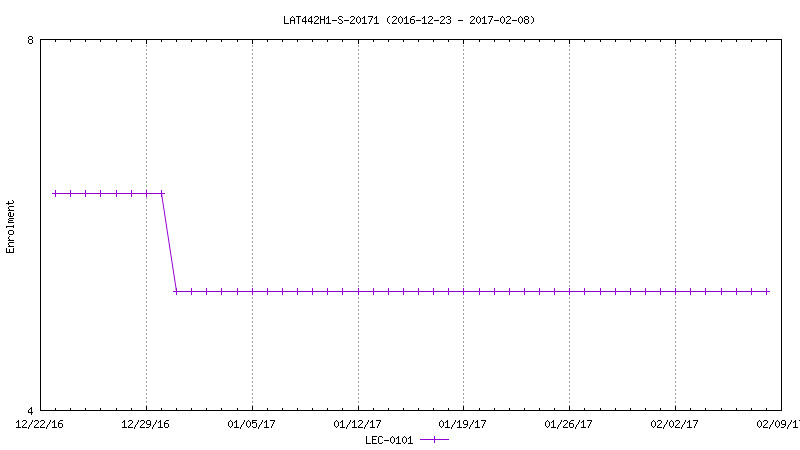 LAT442H1-S-20171 (2016-12-23 - 2017-02-08)
8
Enrolment
4
12/22/16 12/29/16 01/05/17 01/12/17 01/19/17 01/26/17 02/02/17 02/09/1
LEC-0101